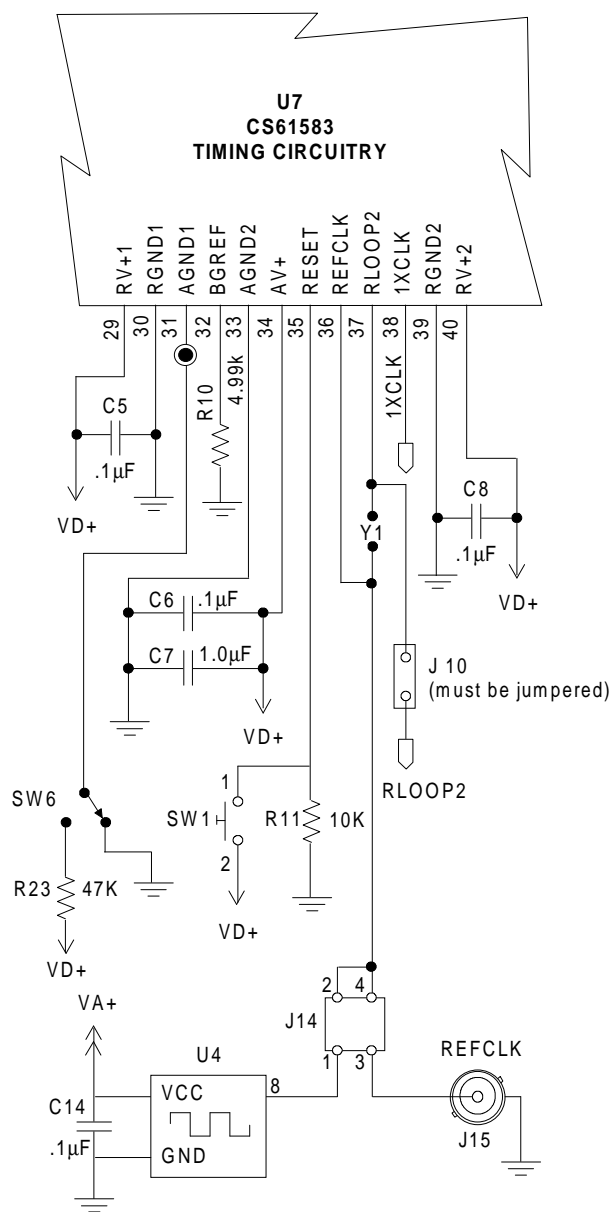 U7
CS61583
TIMING CIRCUITRY
RV+1
RGND1
AGND1
BGREF
AGND2
AV+
RESET
REFCLK
RLOOP2
1XCLK
RGND2
RV+2
29
30
31
32
33
34
35
36
37
38
39
40
C5
.1µF
VD+
R10
4.99k
1XCLK
C8
.1µF
VD+
Y1
C6
.1µF
C7
1.0µF
VD+
J 10
(must be jumpered)
RLOOP2
SW6
R23
47K
VD+
1
SW1
2
VD+
R11
10K
VA+
2
4
J14
1
3
U4
VCC
8
GND
C14
.1µF
REFCLK
J15